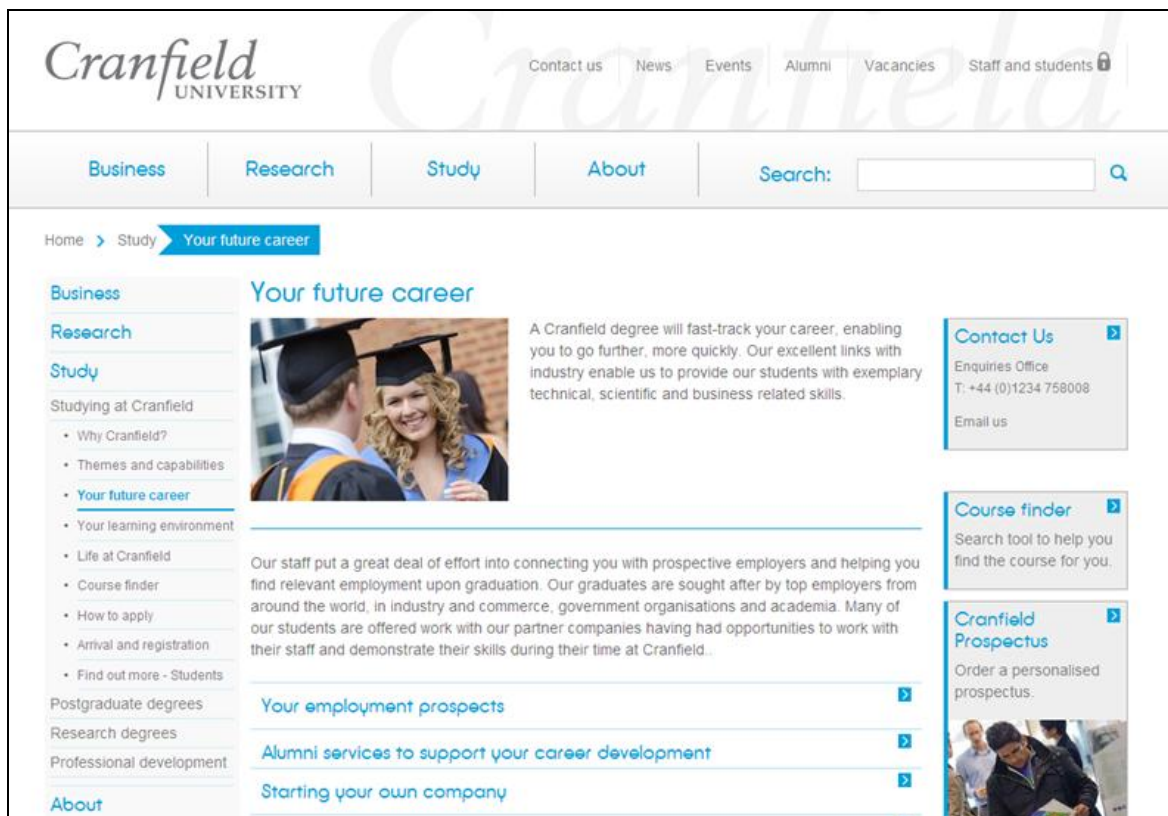 Cranfield
UNIVERSITY
Cranfield
Contact us News Events Alumni Vacancies Staff and students
Business Research Study About Search:
Home Study Your future career
Business
Research
Study
Studying at Cranfield
• Why Cranfield?
• Themes and capabilities
• Your future career
• Your learning environment
• Life at Cranfield
• Course finder
• How to apply
• Arrival and registration
• Find out more - Students
Postgraduate degrees
Research degrees
Professional development
About
Your future career
A Cranfield degree will fast-track your career, enabling
you to go further, more quickly. Our excellent links with
industry enable us to provide our students with exemplary
technical, scientific and business related skills.
Our staff put a great deal of effort into connecting you with prospective employers and helping you
find relevant employment upon graduation. Our graduates are sought after by top employers from
around the world, in industry and commerce, government organisations and academia. Many of
our students are offered work with our partner companies having had opportunities to work with
their staff and demonstrate their skills during their time at Cranfield..
Your employment prospects
Alumni services to support your career development
Starting your own company
Contact Us
Enquiries Office
T: +44 (0)1234 758008
Email us
Course finder
Search tool to help you
find the course for you.
Cranfield
Prospectus
Order a personalised
prospectus.